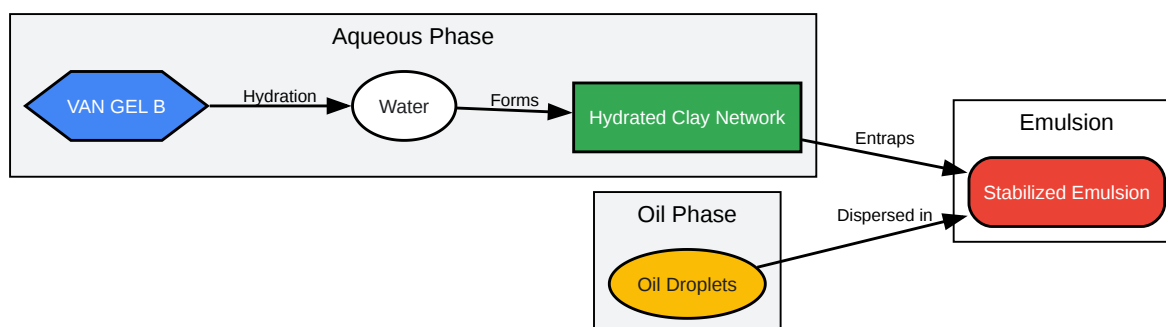 Aqueous Phase
VAN GEL B
Hydration
Water
Forms
Hydrated Clay Network
Entraps
Emulsion
Stabilized Emulsion
Oil Phase
Oil Droplets
Dispersed in